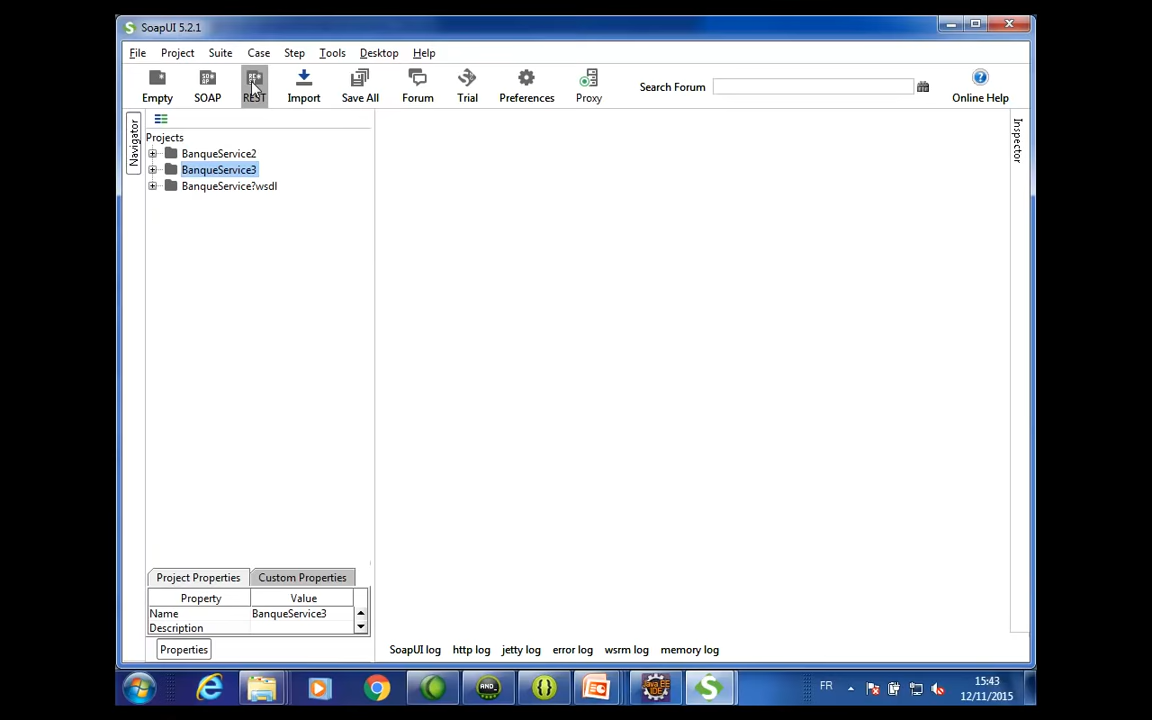 SoapUI 5.2.1
File Project Suite Case Step Tools Desktop Help
Empty SOAP REST Import Save All Forum Trial Preferences Proxy Search Forum Online Help
Navigator
Inspector
Projects
BanqueService2
BanqueService3
BanqueService?wsdl
Project Properties Custom Properties
Property Value
Name BanqueService3
Description
Properties SoapUI log http log jetty log error log wsrm log memory log
FR 15:43
12/11/2015